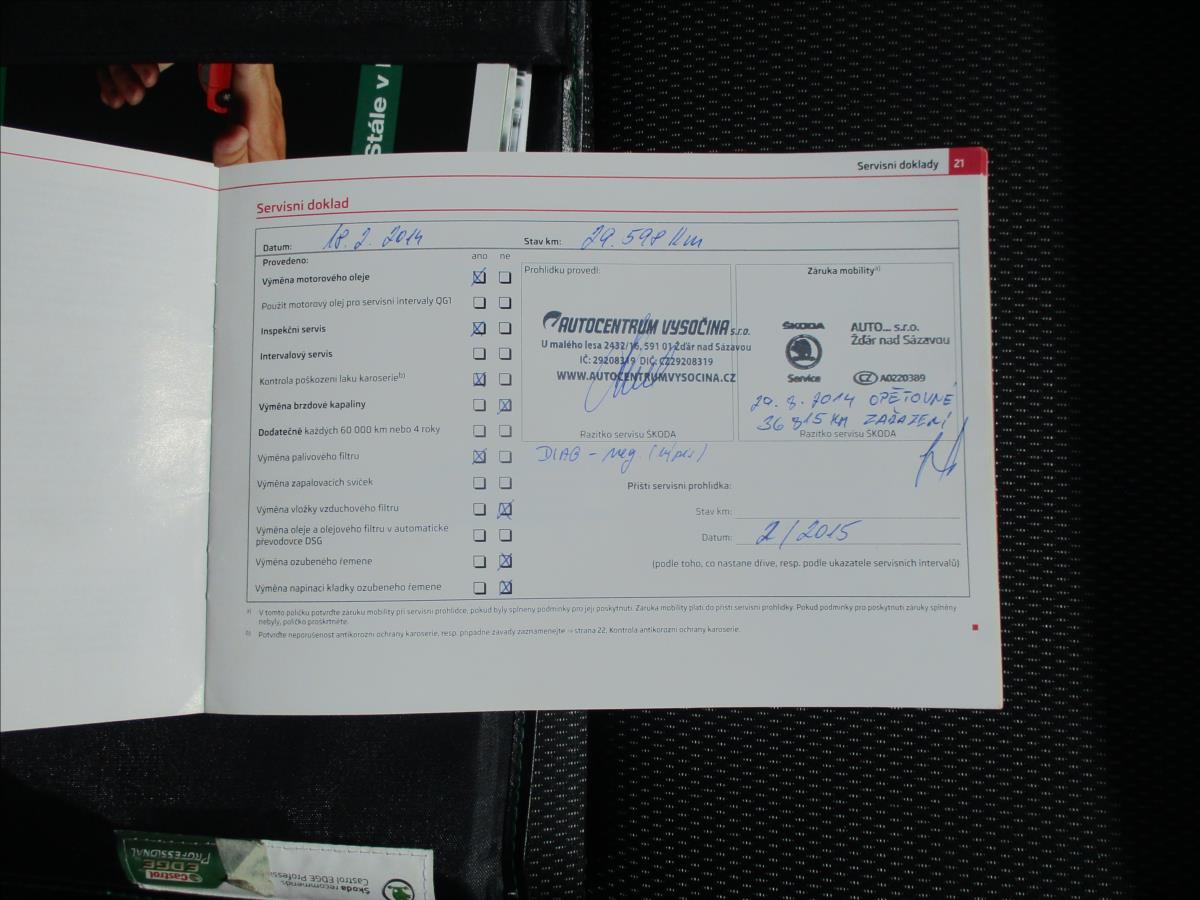 Stále v
Servisní doklady 21
Servisní doklad
Datum: 18. 2. 2014 Stav km: 29.598 km
Provedeno: ano ne
Výměna motorového oleje
Použit motorový olej pro servisní intervaly QG1
Inspekční servis
Intervalový servis
Kontrola poškození laku karoserie b)
Výměna brzdové kapaliny
Dodatečně každých 60 000 km nebo 4 roky
Výměna palivového filtru
Výměna zapalovacích svíček
Výměna vložky vzduchového filtru
Výměna oleje a olejového filtru v automatické
převodovce DSG
Výměna ozubeného řemene
Výměna napínací kladky ozubeného řemene
Prohlídku provedl:
AUTOCENTRUM VYSOČINA s.r.o.
U malého lesa 2432/16, 591 01 Žďár nad Sázavou
IČ: 29208319 DIČ: CZ29208319
WWW.AUTOCENTRUMVYSOCINA.CZ
Razítko servisu ŠKODA
DIAG - neg.
Záruka mobility a)
ŠKODA
Service
AUTO... s.r.o.
Žďár nad Sázavou
CZ A0220389
29. 8. 2014 OPĚTOVNÉ
36 815 KM ZAŘAZENÍ
Razítko servisu ŠKODA
Příští servisní prohlídka:
Stav km:
Datum: 2/2015
(podle toho, co nastane dříve, resp. podle ukazatele servisních intervalů)
a) V tomto políčku potvrďte záruku mobility při servisní prohlídce, pokud byly splněny podmínky pro její poskytnutí. Záruka mobility platí do příští servisní prohlídky. Pokud podmínky pro poskytnutí záruky splněny
nebyly, políčko proškrtněte.
b) Potvrďte neporušenost antikorozní ochrany karoserie, resp. případné závady zaznamenejte ⇒ strana 22, Kontrola antikorozní ochrany karoserie.
Castrol
EDGE
PROFESSIONAL
Škoda recommends
Castrol EDGE Profess